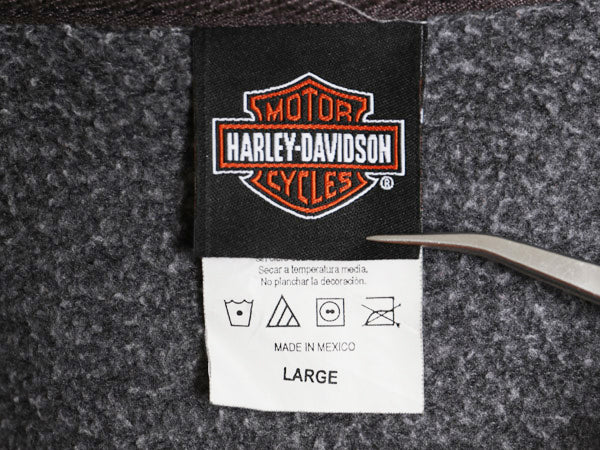 MOTOR
HARLEY-DAVIDSON
CYCLES
®
Secar a temperatura media.
No planchar la decoración.
MADE IN MEXICO
LARGE